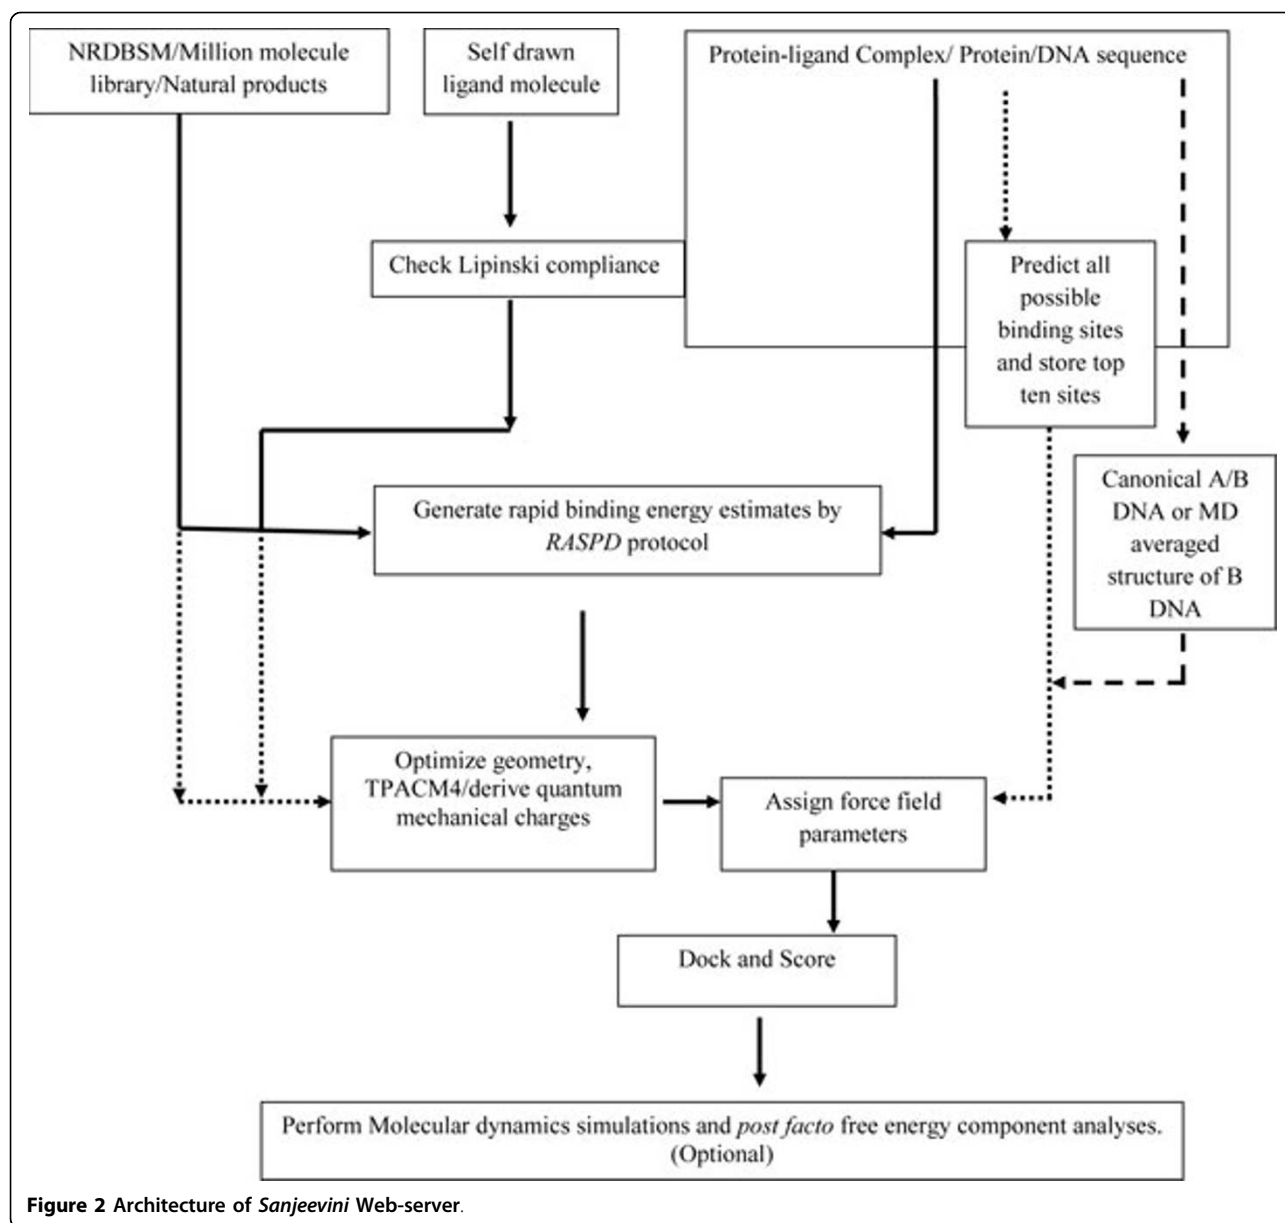 NRDBSM/Million molecule
library/Natural products
Self drawn
ligand molecule
Protein-ligand Complex/ Protein/DNA sequence
Check Lipinski compliance
Predict all
possible
binding sites
and store top
ten sites
Canonical A/B
DNA or MD
averaged
structure of B
DNA
Generate rapid binding energy estimates by
RASPD protocol
Optimize geometry,
TPACM4/derive quantum
mechanical charges
Assign force field
parameters
Dock and Score
Perform Molecular dynamics simulations and post facto free energy component analyses.
(Optional)
Figure 2 Architecture of Sanjeevini Web-server.